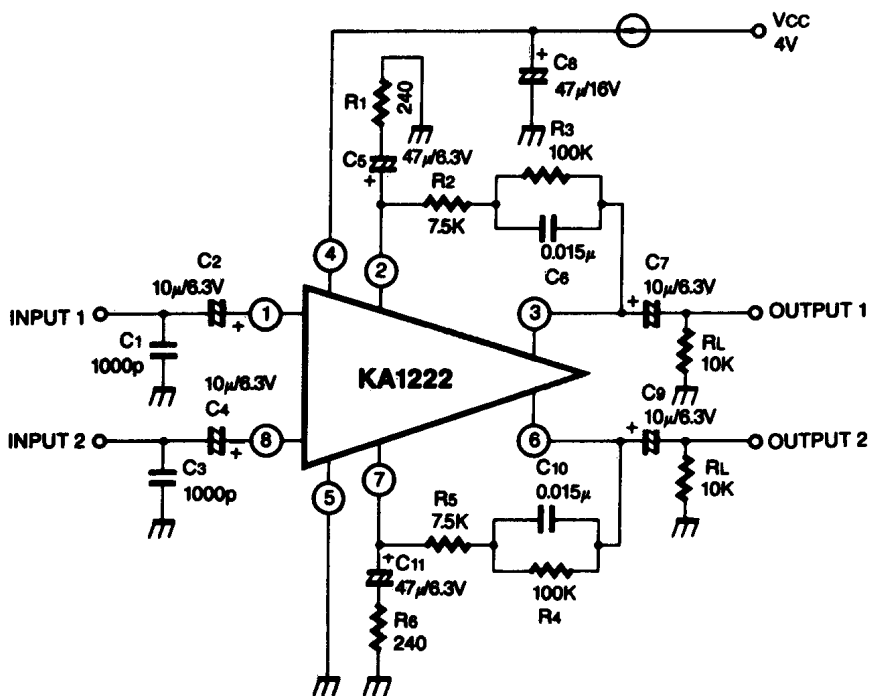 VCC
4V
C8
47μ/16V
R1
240
C5
47μ/6.3V
R3
100K
R2
7.5K
0.015μ
C6
4
2
C2
10μ/6.3V
C7
10μ/6.3V
INPUT 1
1
3
OUTPUT 1
C1
1000p
RL
10K
KA1222
10μ/6.3V
C4
C9
10μ/6.3V
INPUT 2
8
6
OUTPUT 2
C3
1000p
5
7
C10
0.015μ
RL
10K
R5
7.5K
C11
47μ/6.3V
100K
R4
R6
240